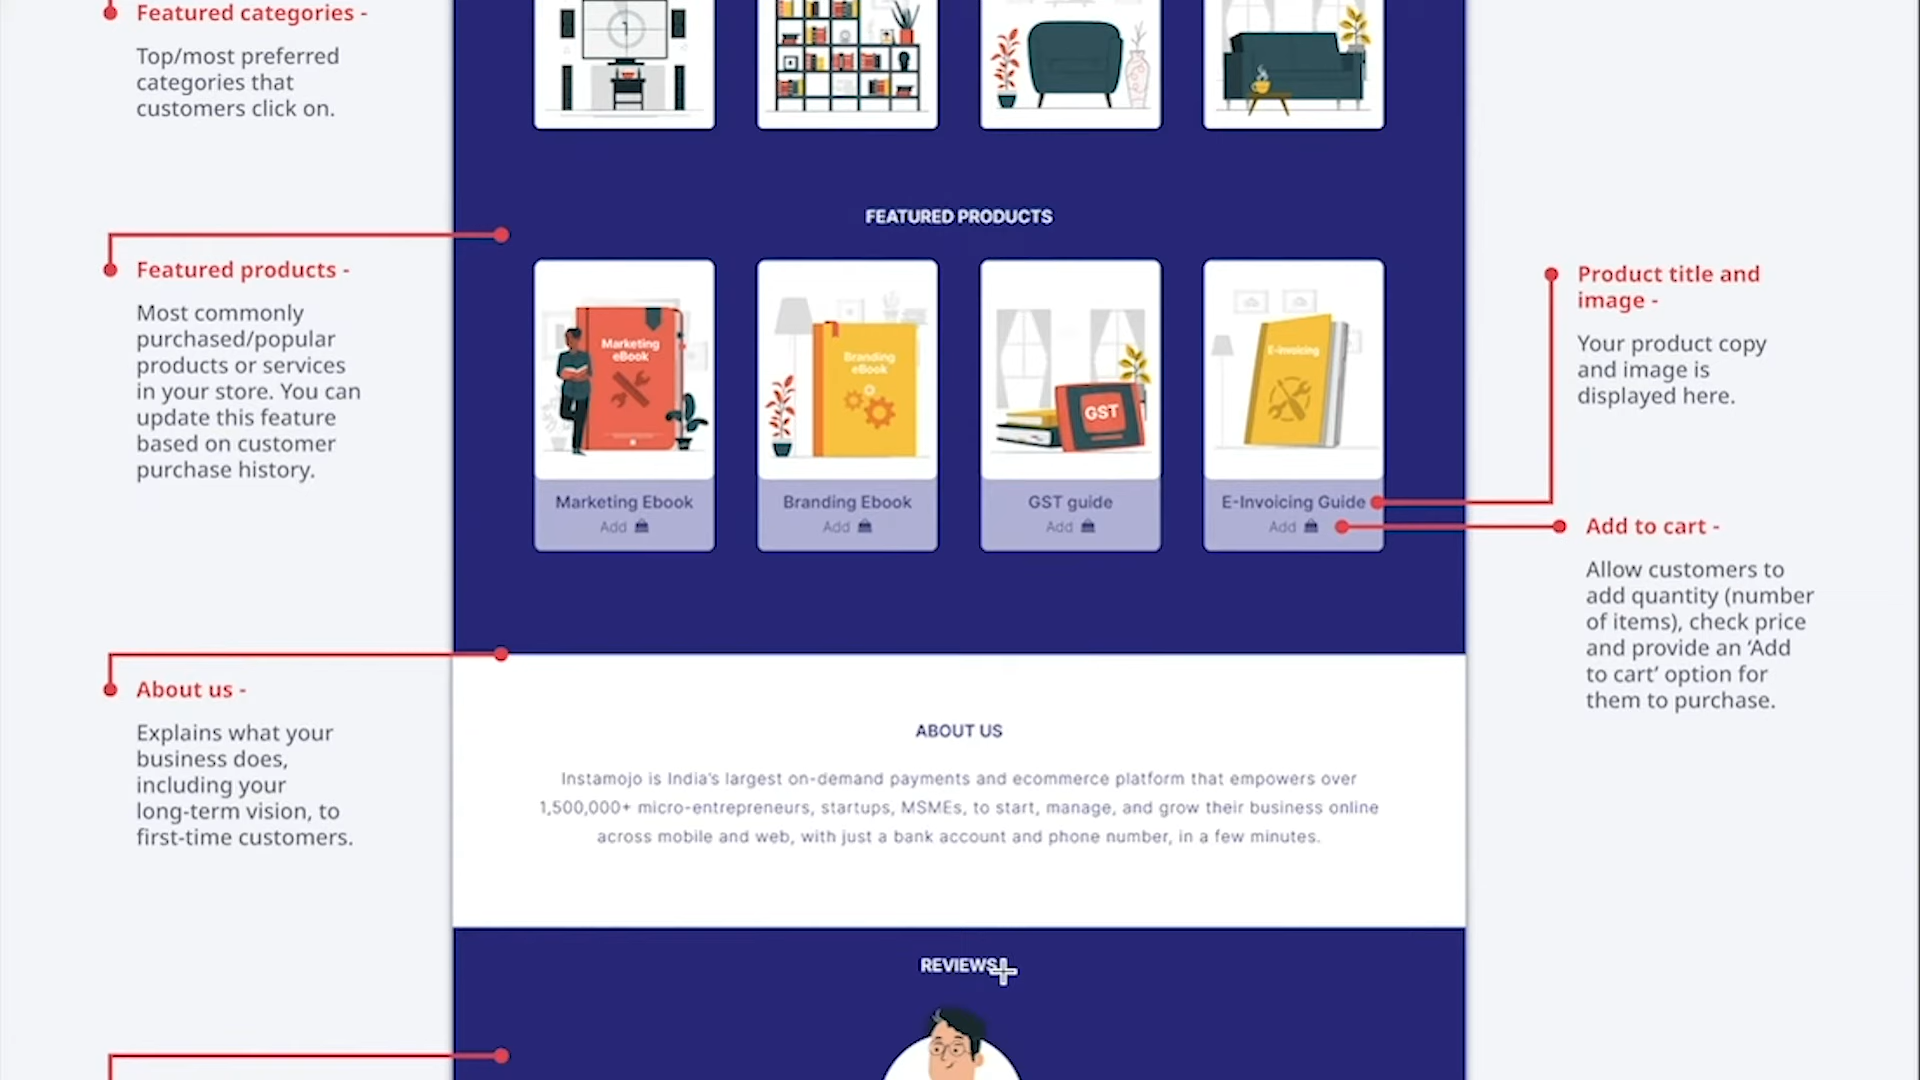 Featured categories -
Top/most preferred
categories that
customers click on.
FEATURED PRODUCTS
Featured products -
Most commonly
purchased/popular
products or services
in your store. You can
update this feature
based on customer
purchase history.
Marketing
eBook
Branding
eBook
GST
E-invoicing
Marketing Ebook
Add
Branding Ebook
Add
GST guide
Add
E-Invoicing Guide
Add
Product title and
image -
Your product copy
and image is
displayed here.
Add to cart -
Allow customers to
add quantity (number
of items), check price
and provide an ‘Add
to cart’ option for
them to purchase.
About us -
Explains what your
business does,
including your
long-term vision, to
first-time customers.
ABOUT US
Instamojo is India's largest on-demand payments and ecommerce platform that empowers over
1,500,000+ micro-entrepreneurs, startups, MSMEs, to start, manage, and grow their business online
across mobile and web, with just a bank account and phone number, in a few minutes.
REVIEWS